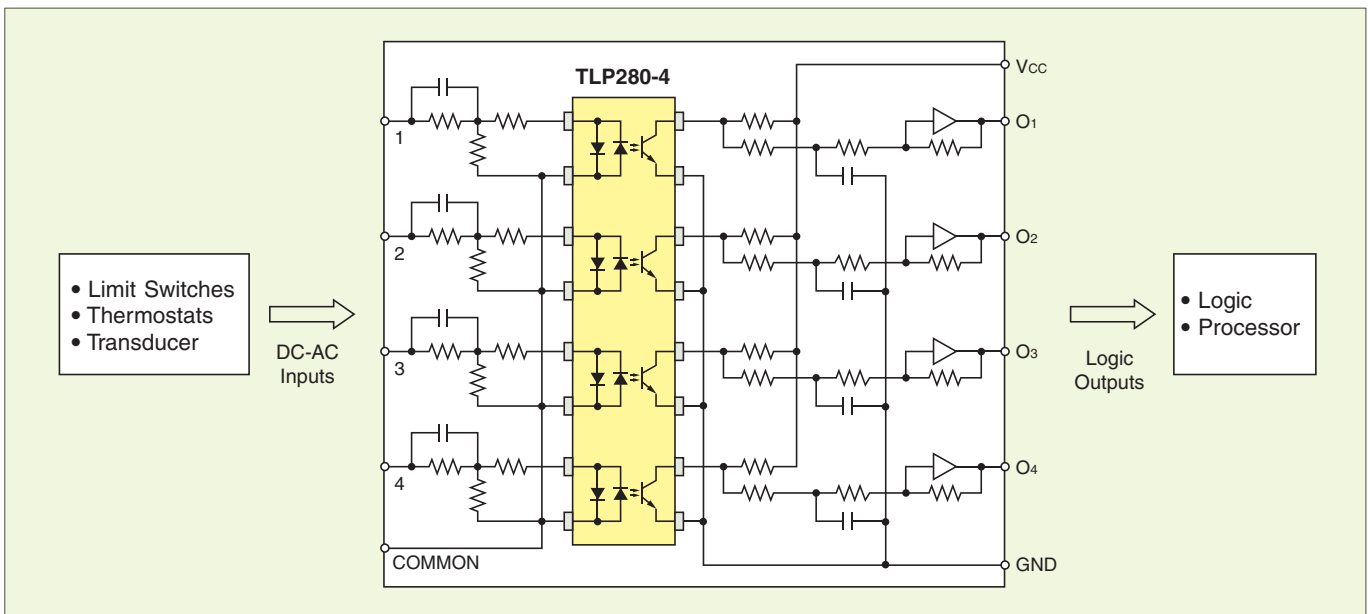 TLP280-4
VCC
1
O1
2
O2
• Limit Switches
• Thermostats
• Transducer
DC-AC
Inputs
3
O3
Logic
Outputs
• Logic
• Processor
4
O4
COMMON
GND